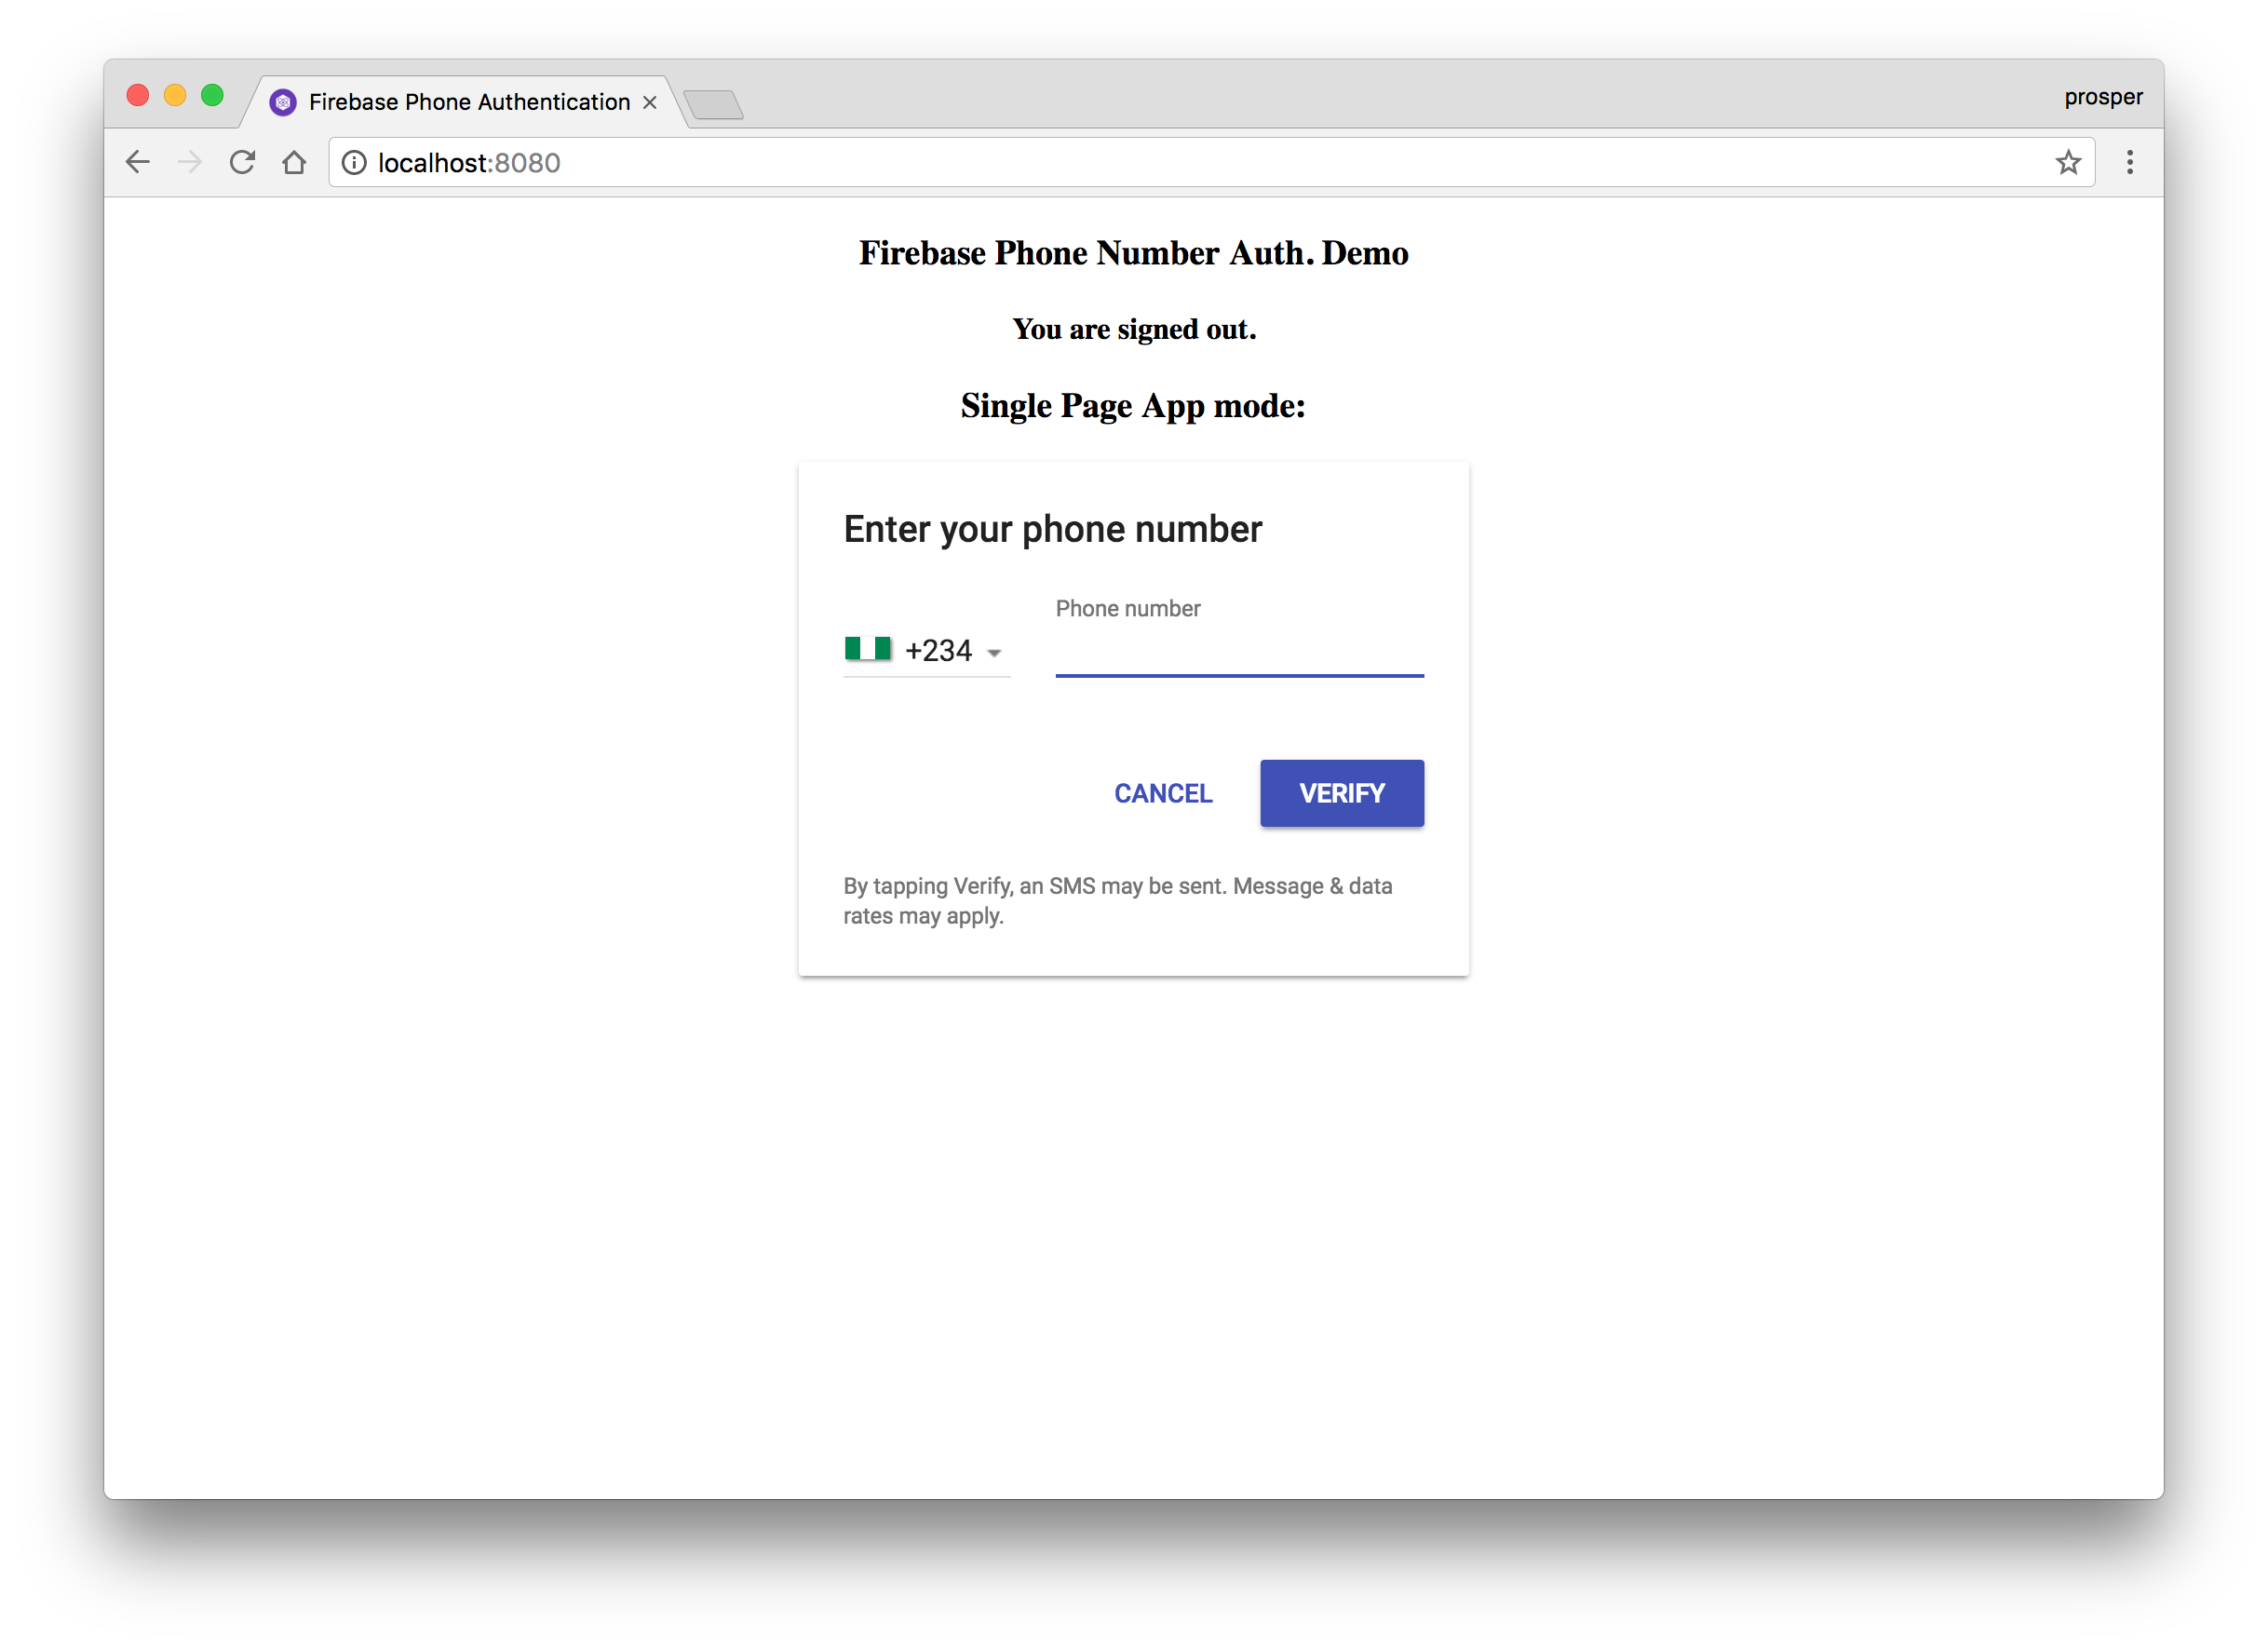 Firebase Phone Authentication
prosper
localhost:8080
Firebase Phone Number Auth. Demo
You are signed out.
Single Page App mode:
Enter your phone number
Phone number
+234
CANCEL
VERIFY
By tapping Verify, an SMS may be sent. Message & data
rates may apply.